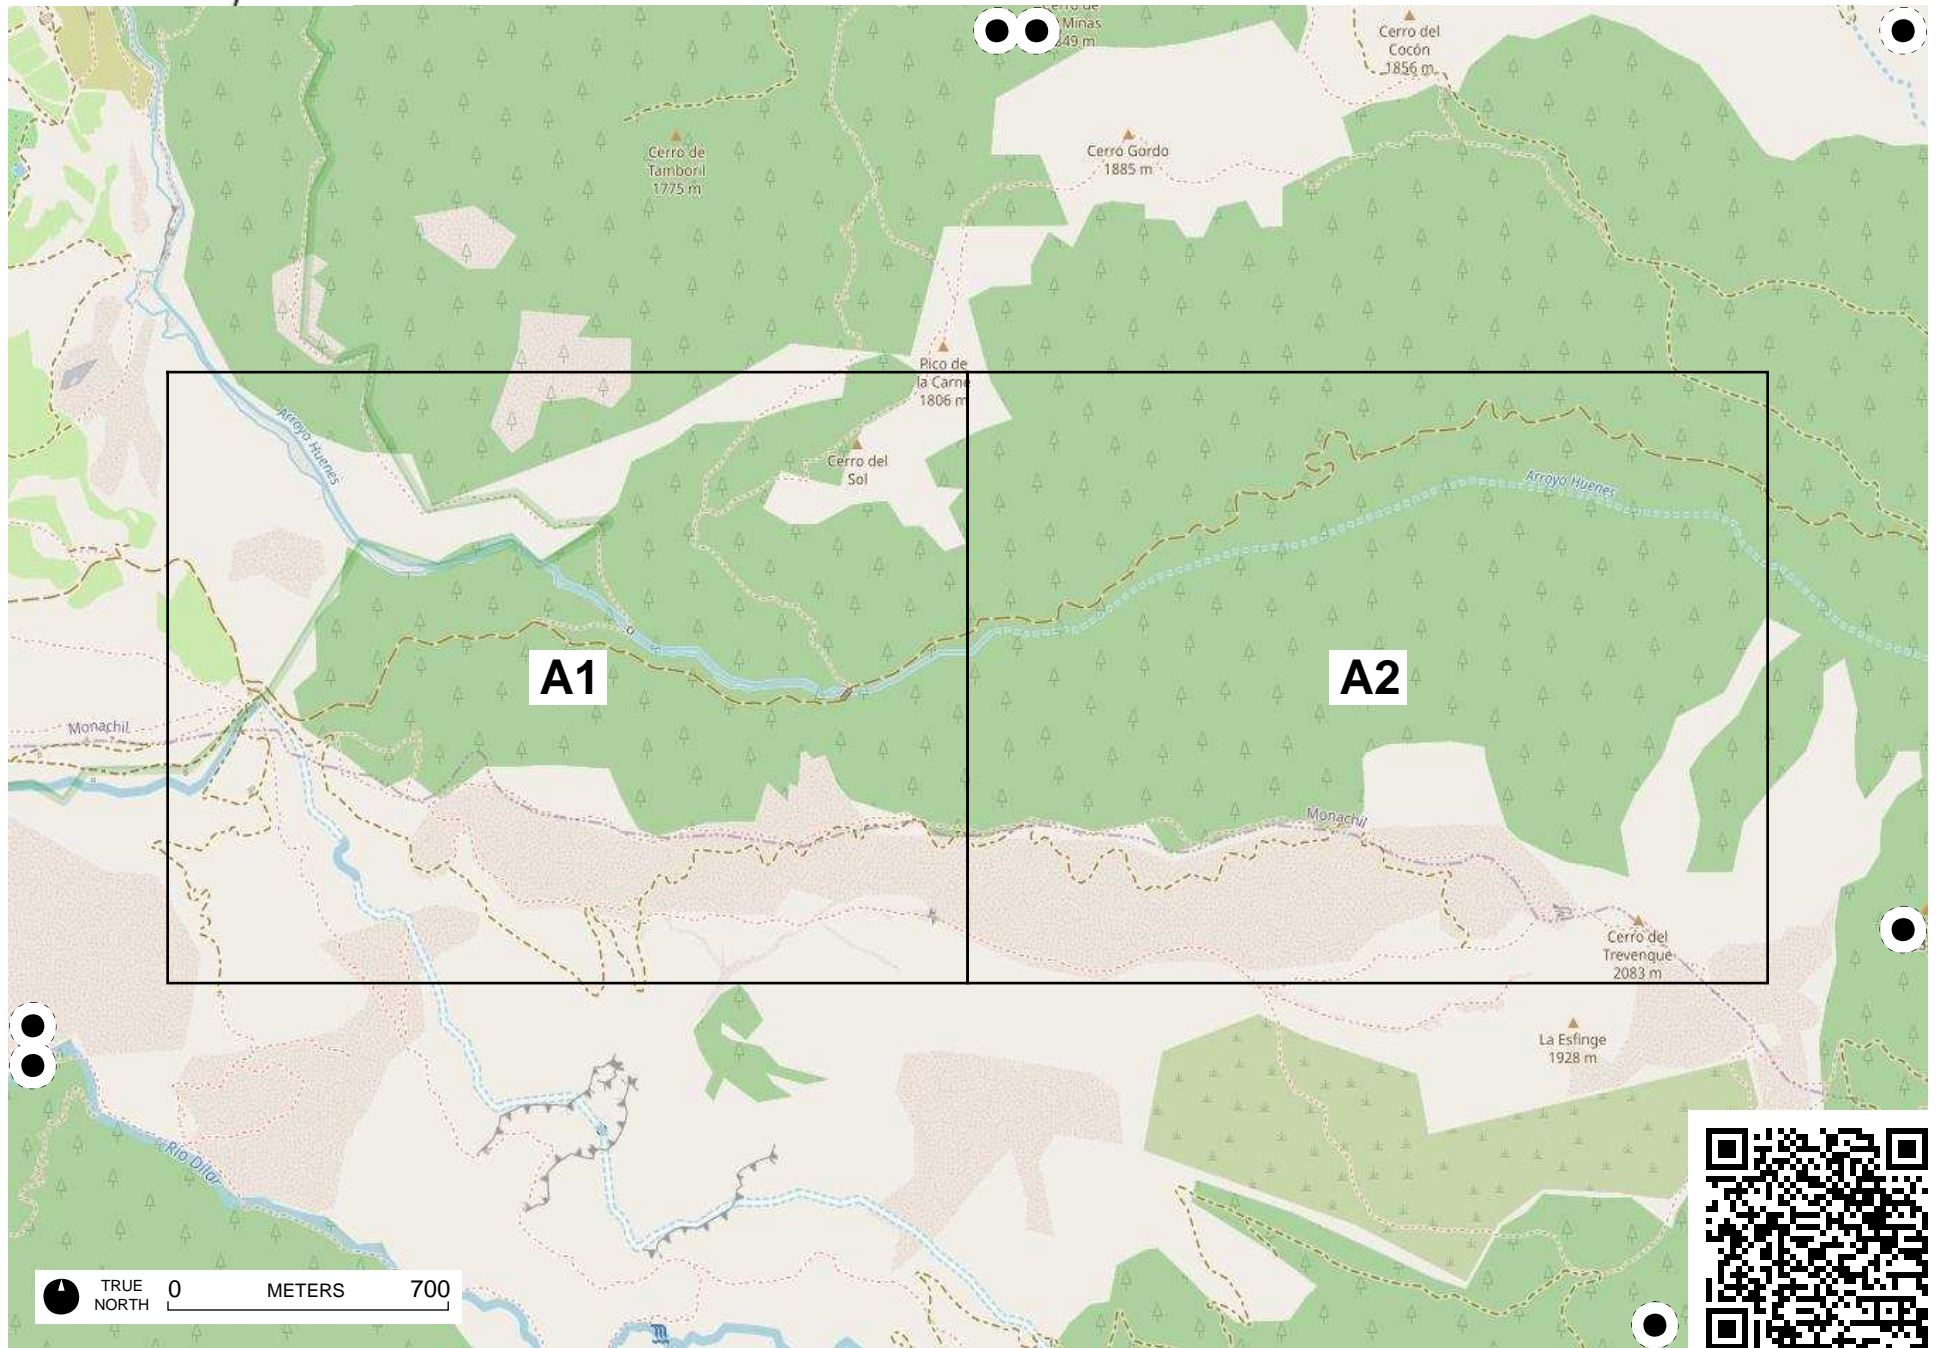 Minas
Cerro del
Cocón
1856 m
Cerro de
Tamboril
1775 m
Cerro Gordo
1885 m
Pico de
la Carne
1806 m
Arroyo Huenes
Cerro del
Sol
Arroyo Huenes
A1
A2
Monachil
Monachil
Cerro del
Trevenque
2083 m
La Esfinge
1928 m
Río Dílar
TRUE
NORTH
0 METERS 700